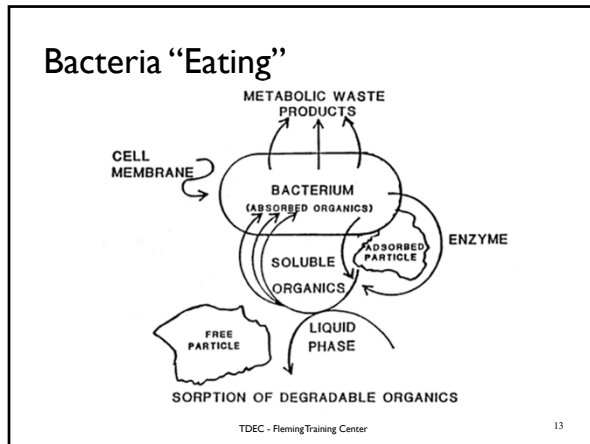 Bacteria “Eating”
METABOLIC WASTE
PRODUCTS
CELL
MEMBRANE
BACTERIUM
(ABSORBED ORGANICS)
ENZYME
ADSORBED
PARTICLE
SOLUBLE
ORGANICS
FREE
PARTICLE
LIQUID
PHASE
SORPTION OF DEGRADABLE ORGANICS
TDEC - Fleming Training Center
13